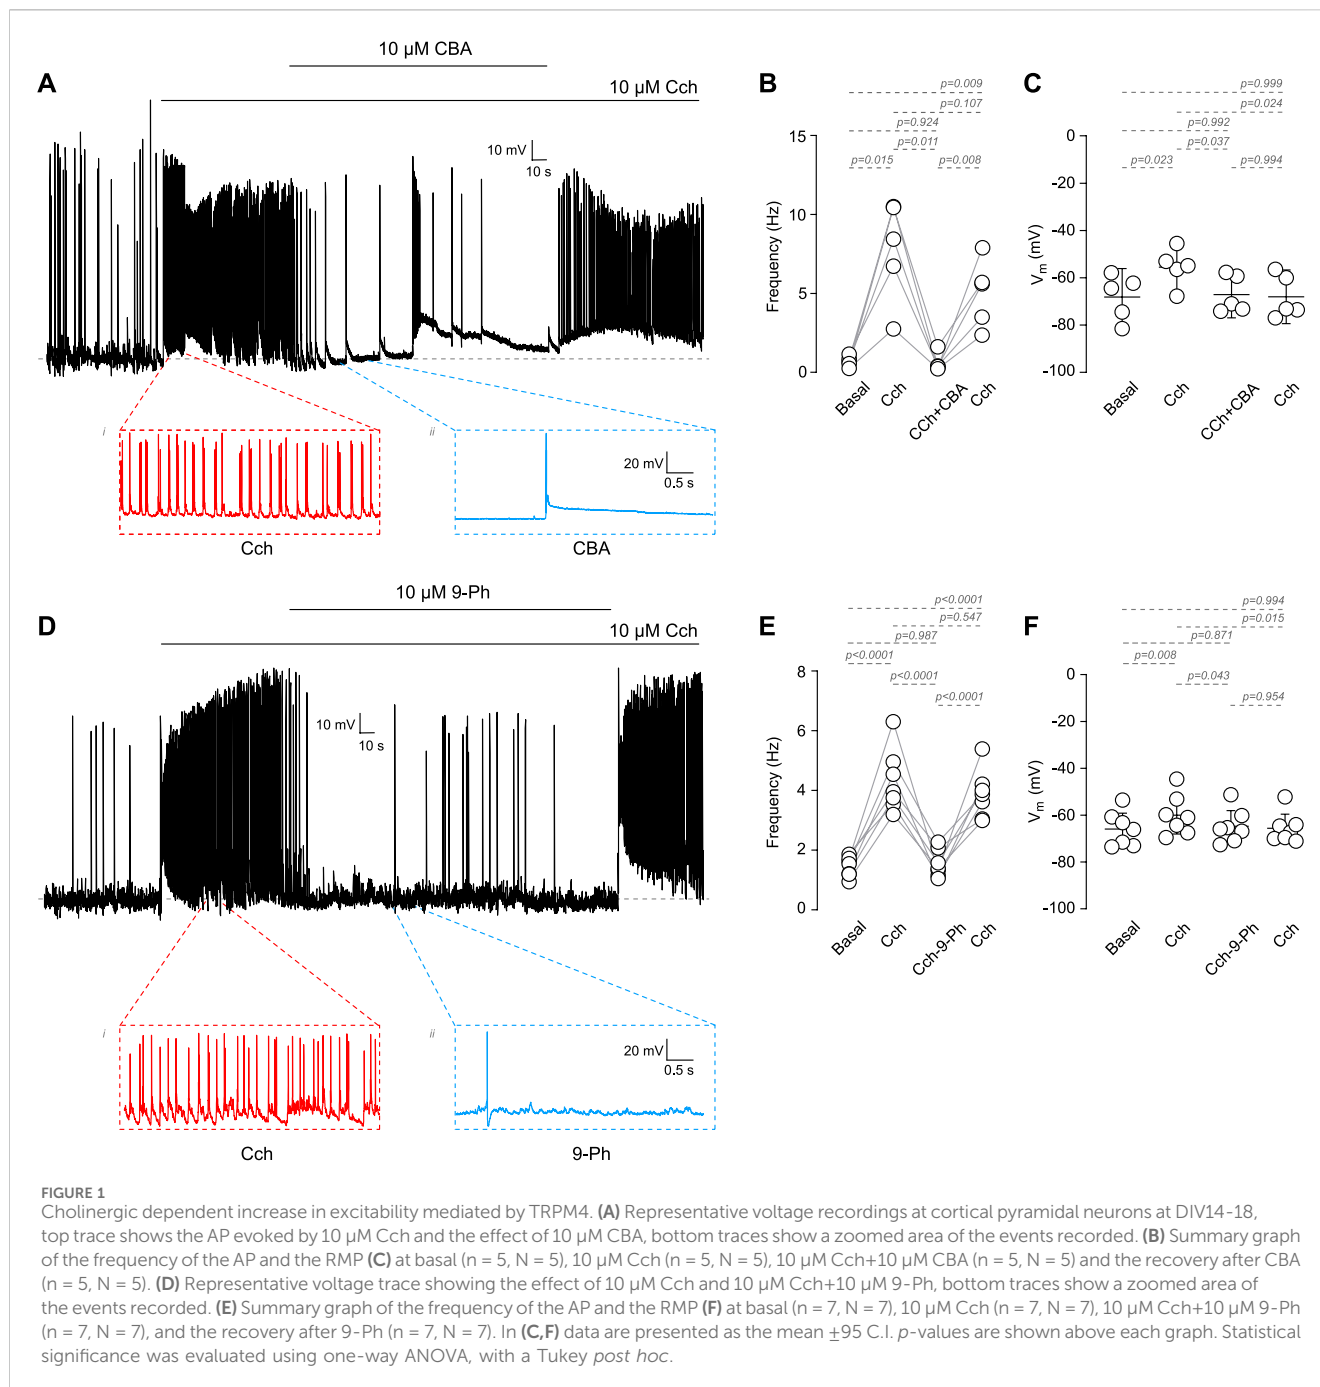 10 µM CBA
A
10 µM Cch
10 mV
10 s
i
ii
20 mV
0.5 s
Cch
CBA
B
p=0.009
p=0.107
p=0.924
p=0.011
p=0.015
p=0.008
15
10
5
0
Frequency (Hz)
Basal
Cch
CCh+CBA
Cch
C
p=0.999
p=0.024
p=0.992
p=0.037
p=0.023
p=0.994
0
-20
-40
-60
-80
-100
Vm (mV)
Basal
Cch
CCh+CBA
Cch
10 µM 9-Ph
D
10 µM Cch
10 mV
10 s
i
ii
20 mV
0.5 s
Cch
9-Ph
E
p<0.0001
p=0.547
p=0.987
p<0.0001
p<0.0001
p<0.0001
8
6
4
2
0
Frequency (Hz)
Basal
Cch
Cch-9-Ph
Cch
F
p=0.994
p=0.015
p=0.871
p=0.008
p=0.043
p=0.954
0
-20
-40
-60
-80
-100
Vm (mV)
Basal
Cch
Cch-9-Ph
Cch
FIGURE 1
Cholinergic dependent increase in excitability mediated by TRPM4. (A) Representative voltage recordings at cortical pyramidal neurons at DIV14-18,
top trace shows the AP evoked by 10 µM Cch and the effect of 10 µM CBA, bottom traces show a zoomed area of the events recorded. (B) Summary graph
of the frequency of the AP and the RMP (C) at basal (n = 5, N = 5), 10 µM Cch (n = 5, N = 5), 10 µM Cch+10 µM CBA (n = 5, N = 5) and the recovery after CBA
(n = 5, N = 5). (D) Representative voltage trace showing the effect of 10 µM Cch and 10 µM Cch+10 µM 9-Ph, bottom traces show a zoomed area of
the events recorded. (E) Summary graph of the frequency of the AP and the RMP (F) at basal (n = 7, N = 7), 10 µM Cch (n = 7, N = 7), 10 µM Cch+10 µM 9-Ph
(n = 7, N = 7), and the recovery after 9-Ph (n = 7, N = 7). In (C,F) data are presented as the mean ±95 C.I. p-values are shown above each graph. Statistical
significance was evaluated using one-way ANOVA, with a Tukey post hoc.